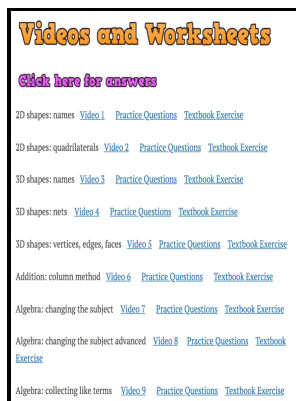 Videos and Worksheets
Click here for answers
2D shapes: names Video 1 Practice Questions Textbook Exercise
2D shapes: quadrilaterals Video 2 Practice Questions Textbook Exercise
3D shapes: names Video 3 Practice Questions Textbook Exercise
3D shapes: nets Video 4 Practice Questions Textbook Exercise
3D shapes: vertices, edges, faces Video 5 Practice Questions Textbook Exercise
Addition: column method Video 6 Practice Questions Textbook Exercise
Algebra: changing the subject Video 7 Practice Questions Textbook Exercise
Algebra: changing the subject advanced Video 8 Practice Questions Textbook
Exercise
Algebra: collecting like terms Video 9 Practice Questions Textbook Exercise